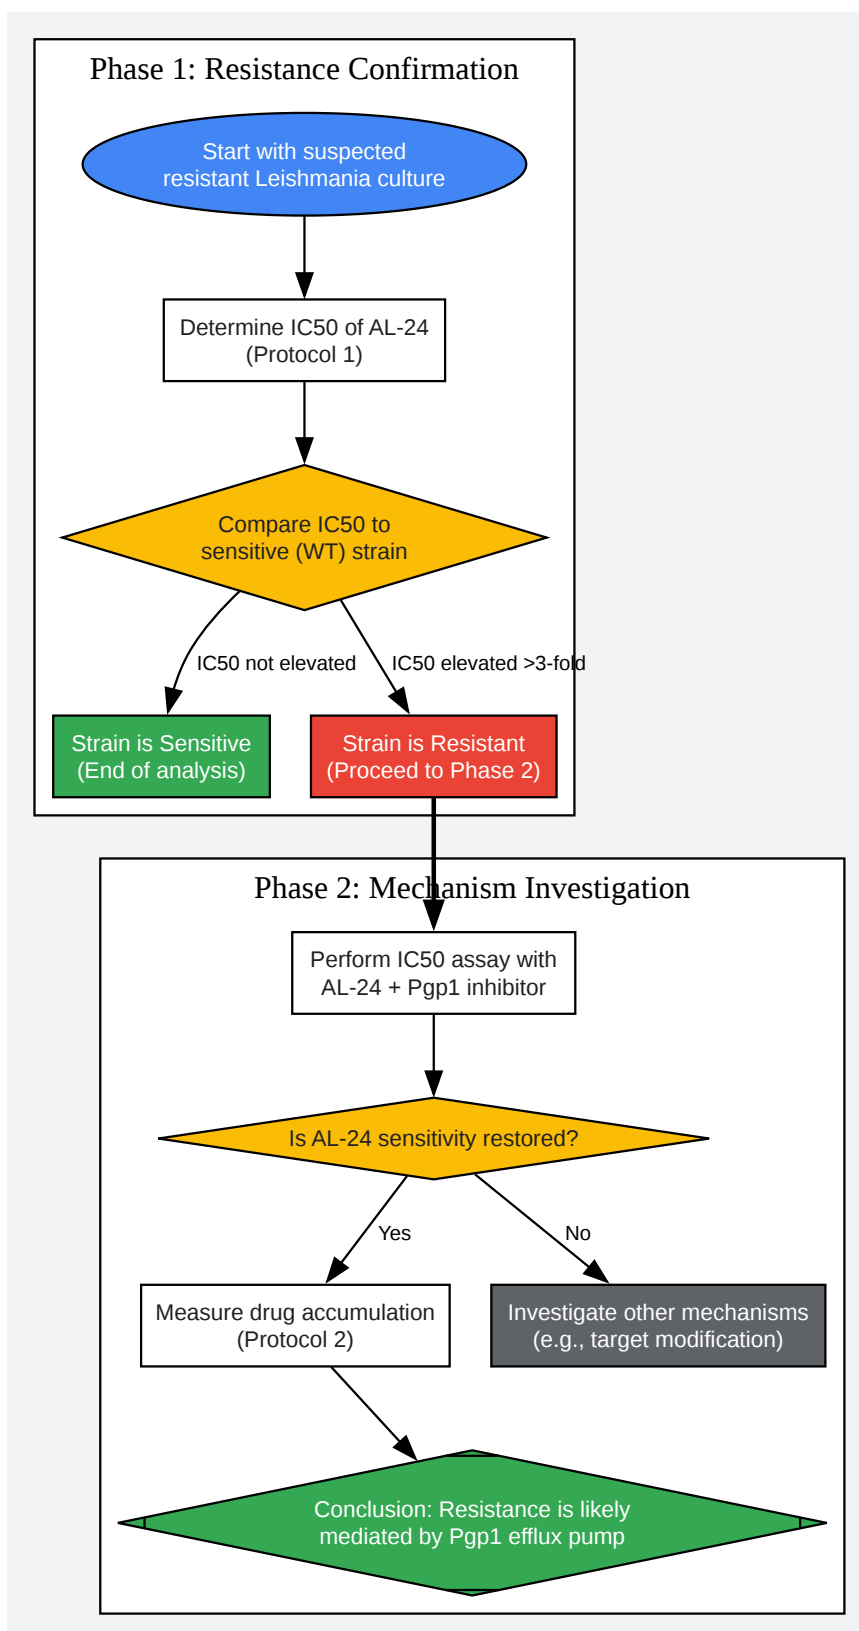 Phase 1: Resistance Confirmation
Start with suspected
resistant Leishmania culture
Determine IC50 of AL-24
(Protocol 1)
Compare IC50 to
sensitive (WT) strain
IC50 not elevated
IC50 elevated >3-fold
Strain is Sensitive
(End of analysis)
Strain is Resistant
(Proceed to Phase 2)
Phase 2: Mechanism Investigation
Perform IC50 assay with
AL-24 + Pgp1 inhibitor
Is AL-24 sensitivity restored?
Yes
No
Measure drug accumulation
(Protocol 2)
Investigate other mechanisms
(e.g., target modification)
Conclusion: Resistance is likely
mediated by Pgp1 efflux pump